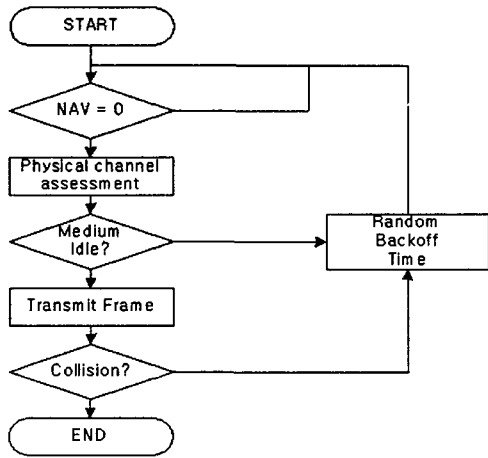 START
NAV = 0
Physical channel
assessment
Medium
Idle?
Random
Backoff
Time
Transmit Frame
Collision?
END